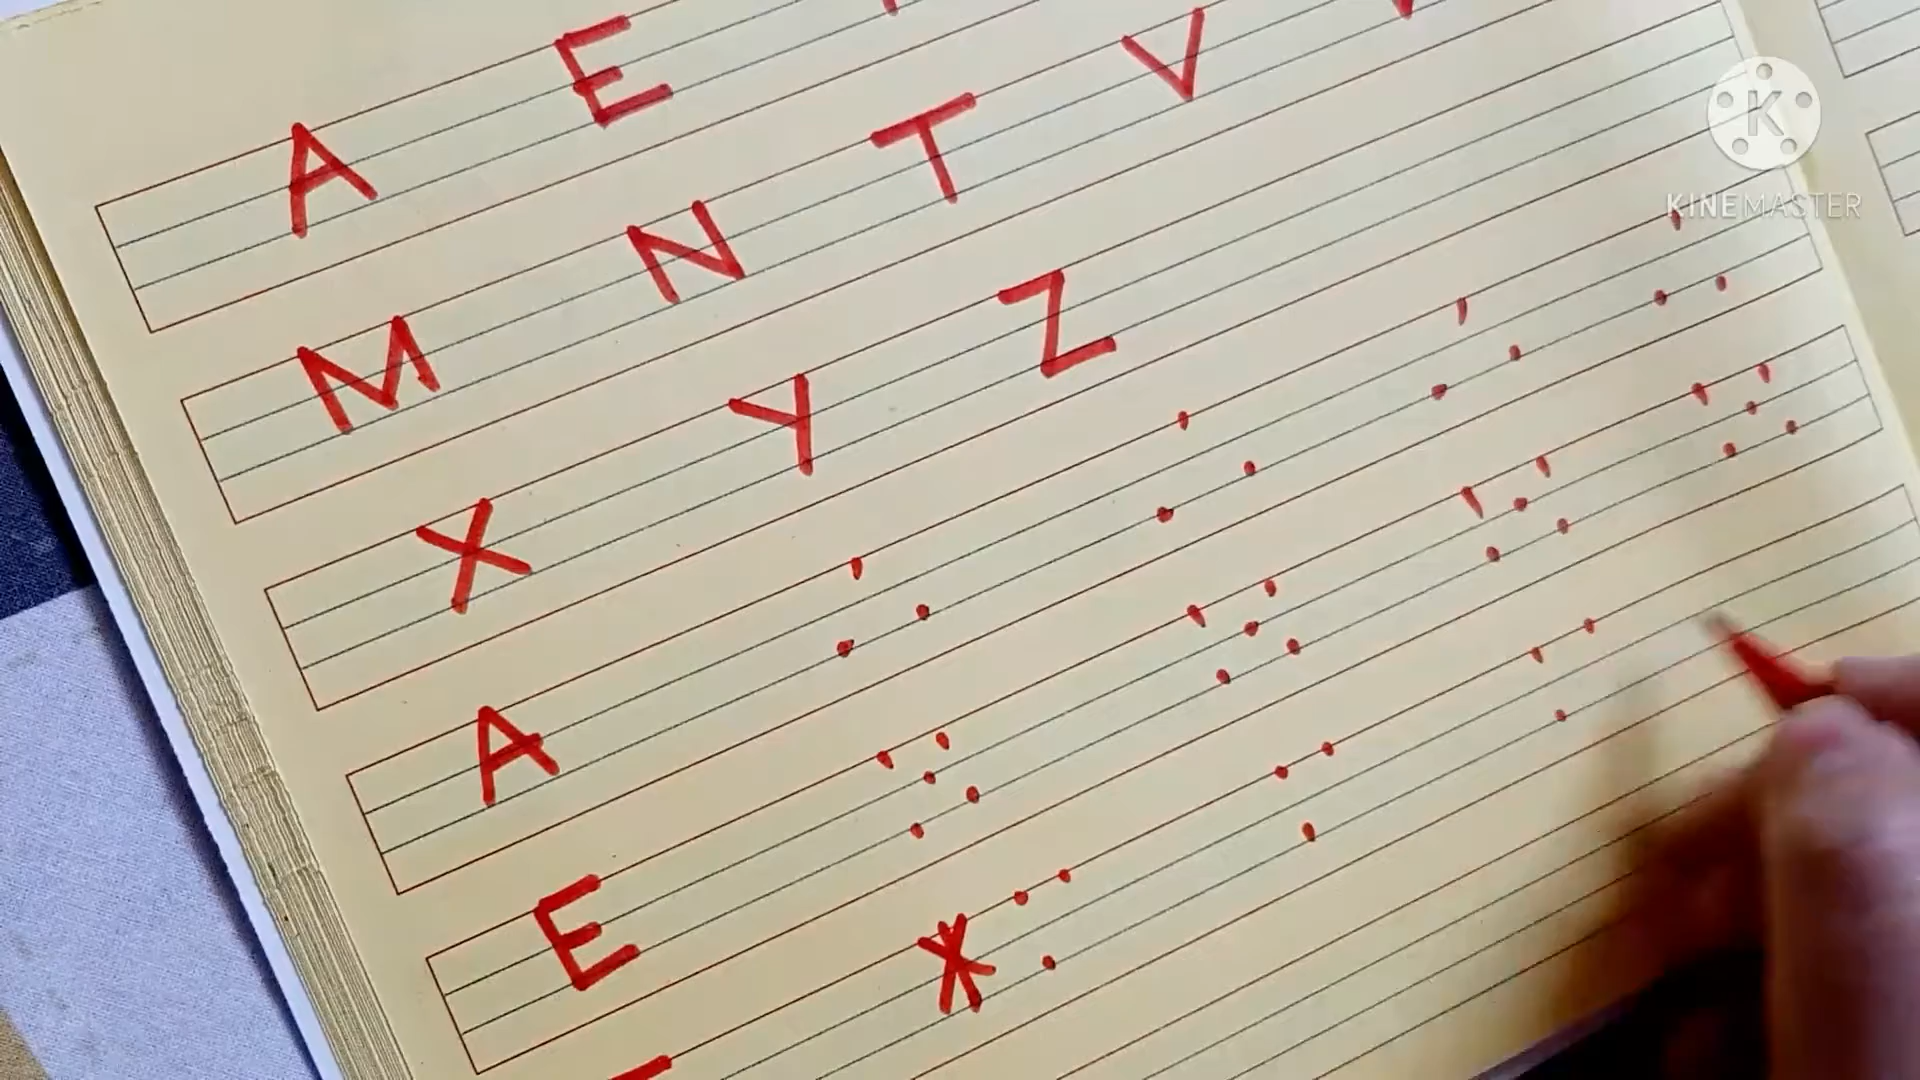 A E
M N T V
X Y Z
A
E
K
KINEMASTER